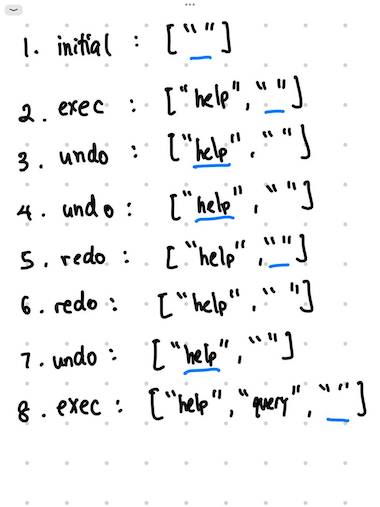 1. initial : [" "]
2. exec : ["help", " "]
3. undo : ["help", " "]
4. undo : ["help", " "]
5. redo : ["help", " "]
6. redo : ["help", " "]
7. undo : ["help", " "]
8. exec : ["help", "query", " "]